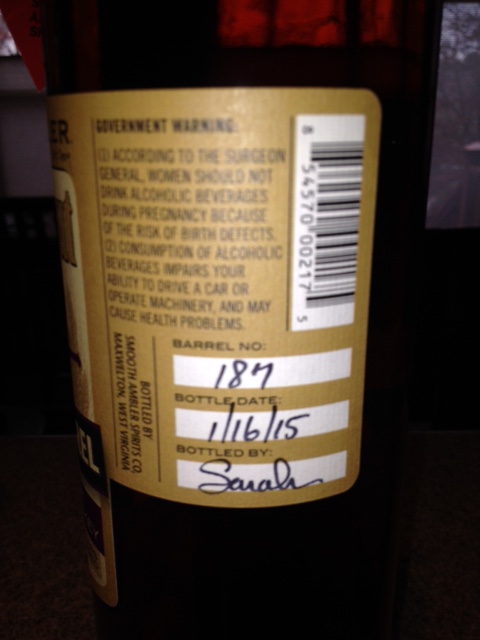 ER
GOVERNMENT WARNING:
(1) ACCORDING TO THE SURGEON
GENERAL, WOMEN SHOULD NOT
DRINK ALCOHOLIC BEVERAGES
DURING PREGNANCY BECAUSE
OF THE RISK OF BIRTH DEFECTS.
(2) CONSUMPTION OF ALCOHOLIC
BEVERAGES IMPAIRS YOUR
ABILITY TO DRIVE A CAR OR
OPERATE MACHINERY, AND MAY
CAUSE HEALTH PROBLEMS.
8 54570 00217 5
BOTTLED BY
SMOOTH AMBLER SPIRITS CO.
MAXWELTON, WEST VIRGINIA
BARREL NO:
187
BOTTLE DATE:
1/16/15
BOTTLED BY:
Sarah
EL